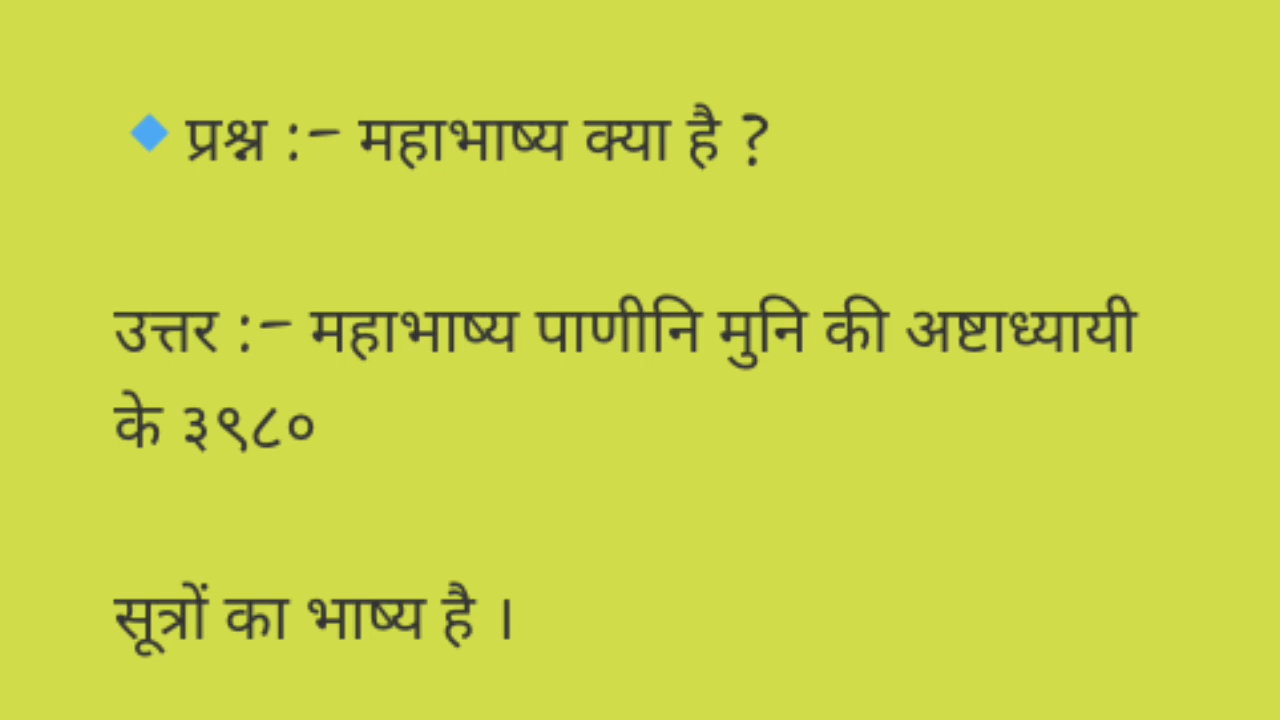 🔷 प्रश्न :– महाभाष्य क्या है ?
उत्तर :– महाभाष्य पाणीनि मुनि की अष्टाध्यायी
के ३९८०
सूत्रों का भाष्य है ।